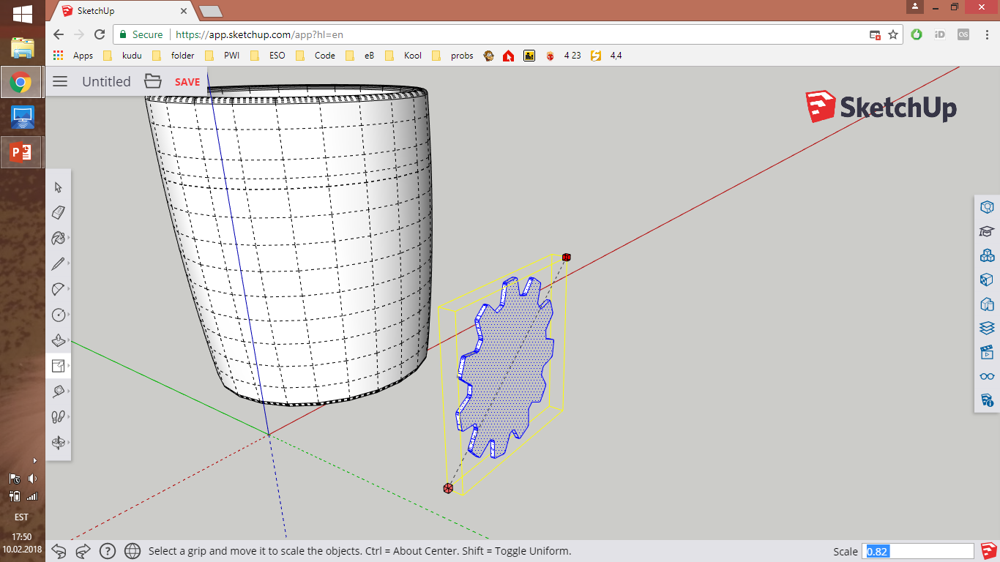 SketchUp
Secure https://app.sketchup.com/app?hl=en
Apps kudu folder PWI ESO Code eB Kool probs 4 23 4,4
Untitled SAVE
SketchUp
EST
17:50
10.02.2018
Select a grip and move it to scale the objects. Ctrl = About Center. Shift = Toggle Uniform.
Scale 0.82